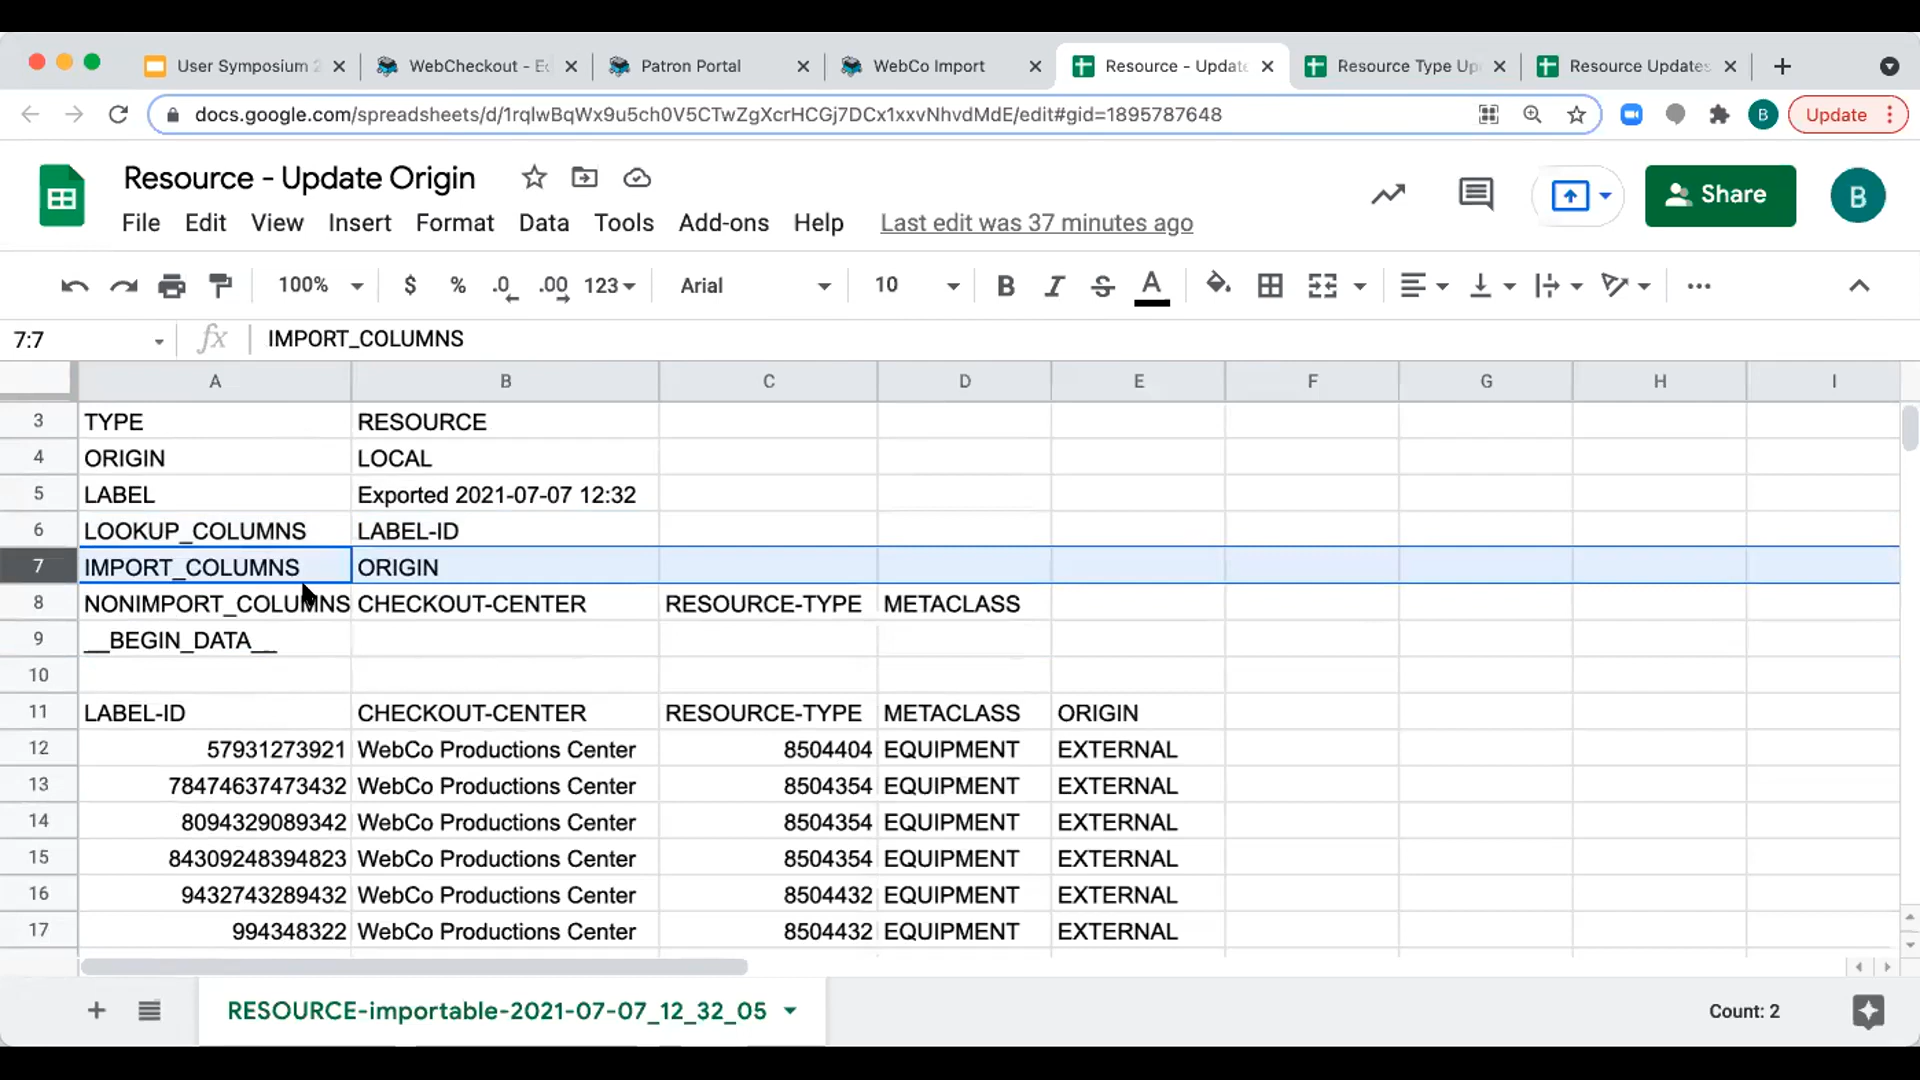 User Symposium 2
WebCheckout - Ec
Patron Portal
WebCo Import
Resource - Update
Resource Type Up
Resource Updates
docs.google.com/spreadsheets/d/1rqlwBqWx9u5ch0V5CTwZgXcrHCGj7DCx1xxvNhvdMdE/edit#gid=1895787648
B
Update
Resource - Update Origin
File Edit View Insert Format Data Tools Add-ons Help Last edit was 37 minutes ago
Share
B
100% $ % .0 .00 123 Arial 10 B I S A
7:7 fx IMPORT_COLUMNS
A B C D E F G H I
3 TYPE RESOURCE
4 ORIGIN LOCAL
5 LABEL Exported 2021-07-07 12:32
6 LOOKUP_COLUMNS LABEL-ID
7 IMPORT_COLUMNS ORIGIN
8 NONIMPORT_COLUMNS CHECKOUT-CENTER RESOURCE-TYPE METACLASS
9 __BEGIN_DATA__
10
11 LABEL-ID CHECKOUT-CENTER RESOURCE-TYPE METACLASS ORIGIN
12 57931273921 WebCo Productions Center 8504404 EQUIPMENT EXTERNAL
13 78474637473432 WebCo Productions Center 8504354 EQUIPMENT EXTERNAL
14 8094329089342 WebCo Productions Center 8504354 EQUIPMENT EXTERNAL
15 84309248394823 WebCo Productions Center 8504354 EQUIPMENT EXTERNAL
16 9432743289432 WebCo Productions Center 8504432 EQUIPMENT EXTERNAL
17 994348322 WebCo Productions Center 8504432 EQUIPMENT EXTERNAL
RESOURCE-importable-2021-07-07_12_32_05
Count: 2